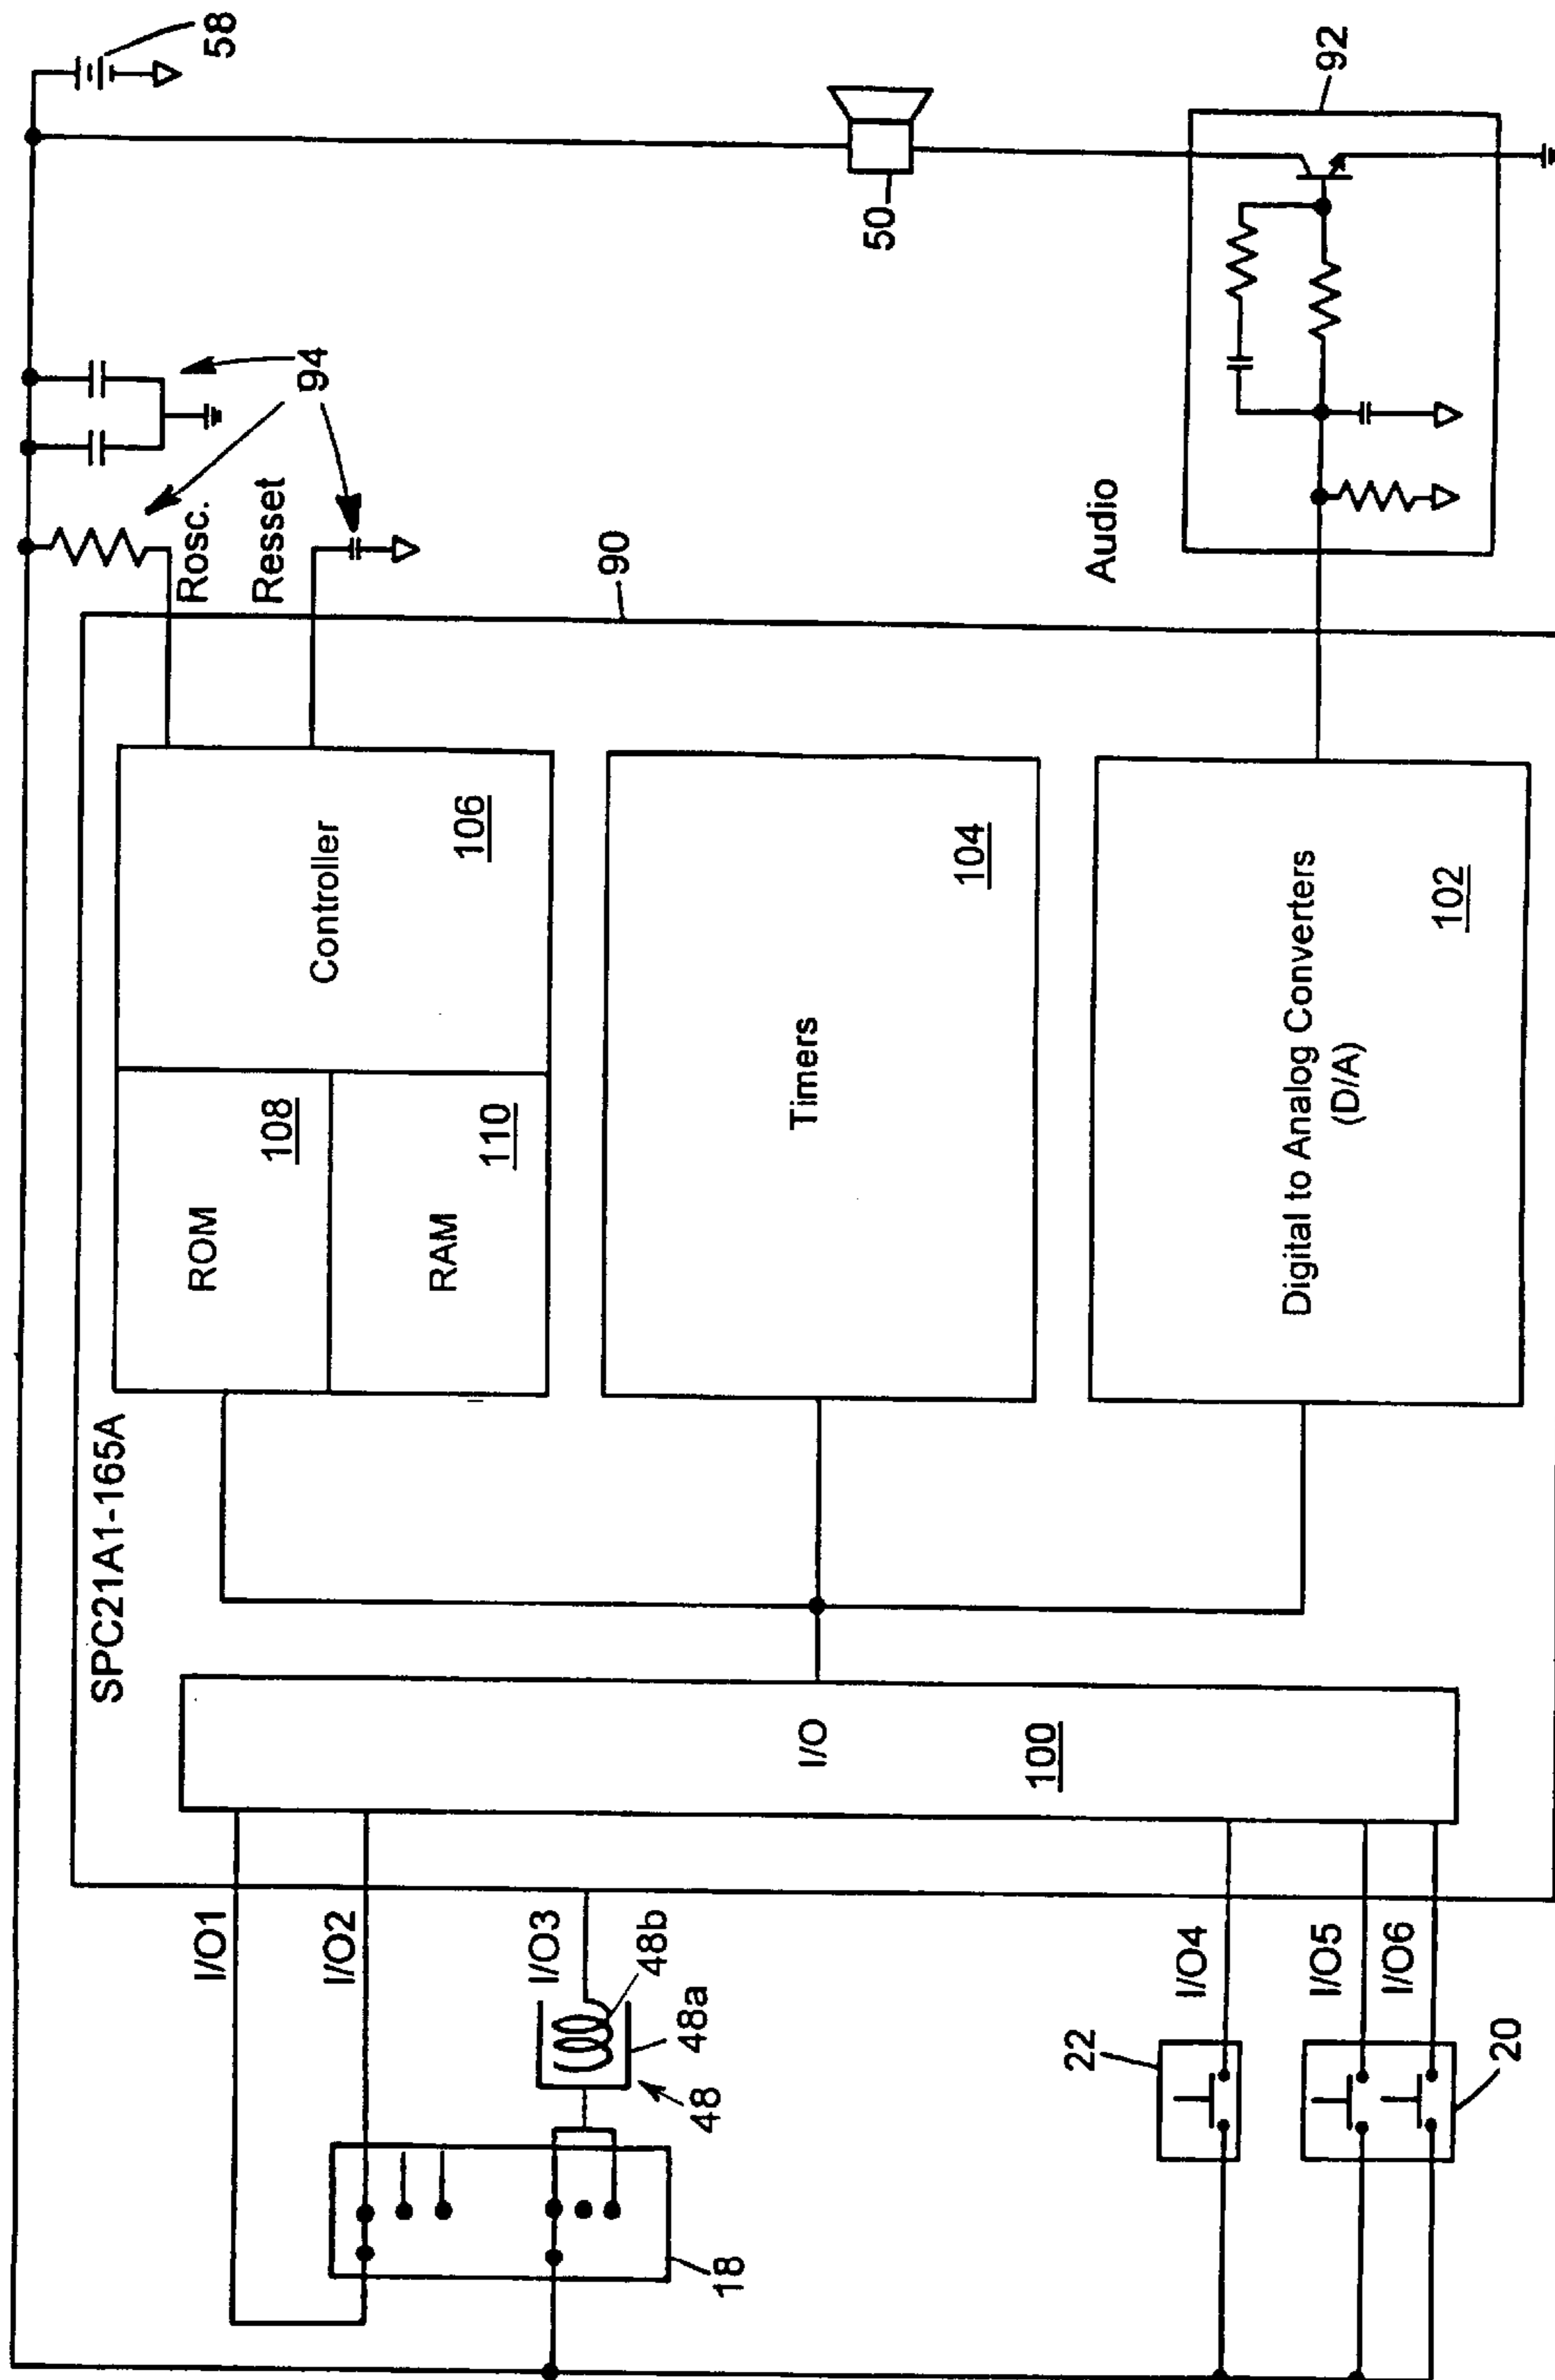 58
94
Rosc.
Resset
SPC21A1-165A
90
ROM
108
RAM
110
Controller
106
Timers
104
Digital to Analog Converters
(D/A)
102
I/O
100
I/O1
I/O2
I/O3
48b
48a
48
18
I/O4
22
I/O5
I/O6
20
50
Audio
92